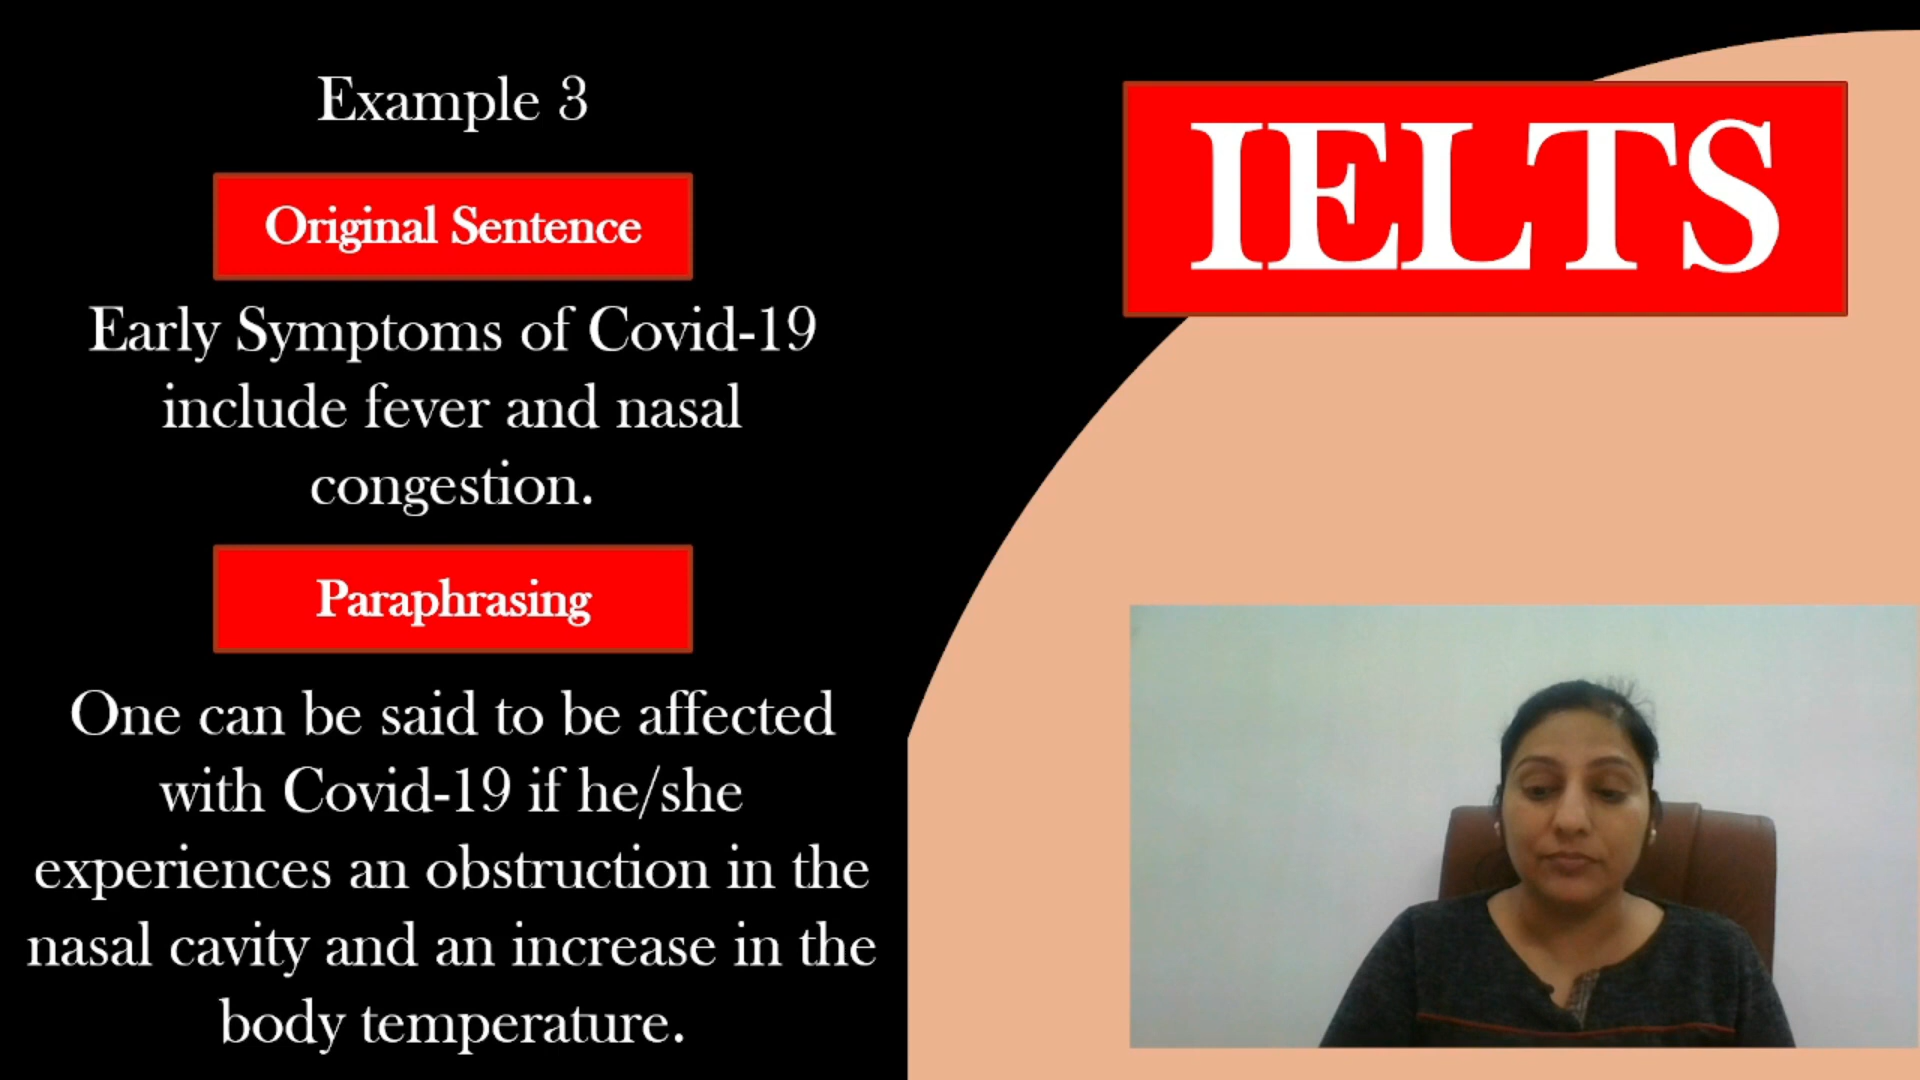 Example 3
Original Sentence
Early Symptoms of Covid-19
include fever and nasal
congestion.
Paraphrasing
One can be said to be affected
with Covid-19 if he/she
experiences an obstruction in the
nasal cavity and an increase in the
body temperature.
IELTS